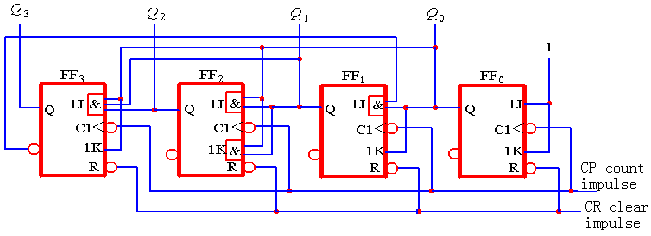 Q3 Q2 Q1 Q0 1
FF3 FF2 FF1 FF0
Q 1J & Q 1J & Q 1J & Q 1J
C1 C1 C1 C1
1K 1K & 1K 1K
R R R R
CP count
impulse
CR clear
impulse